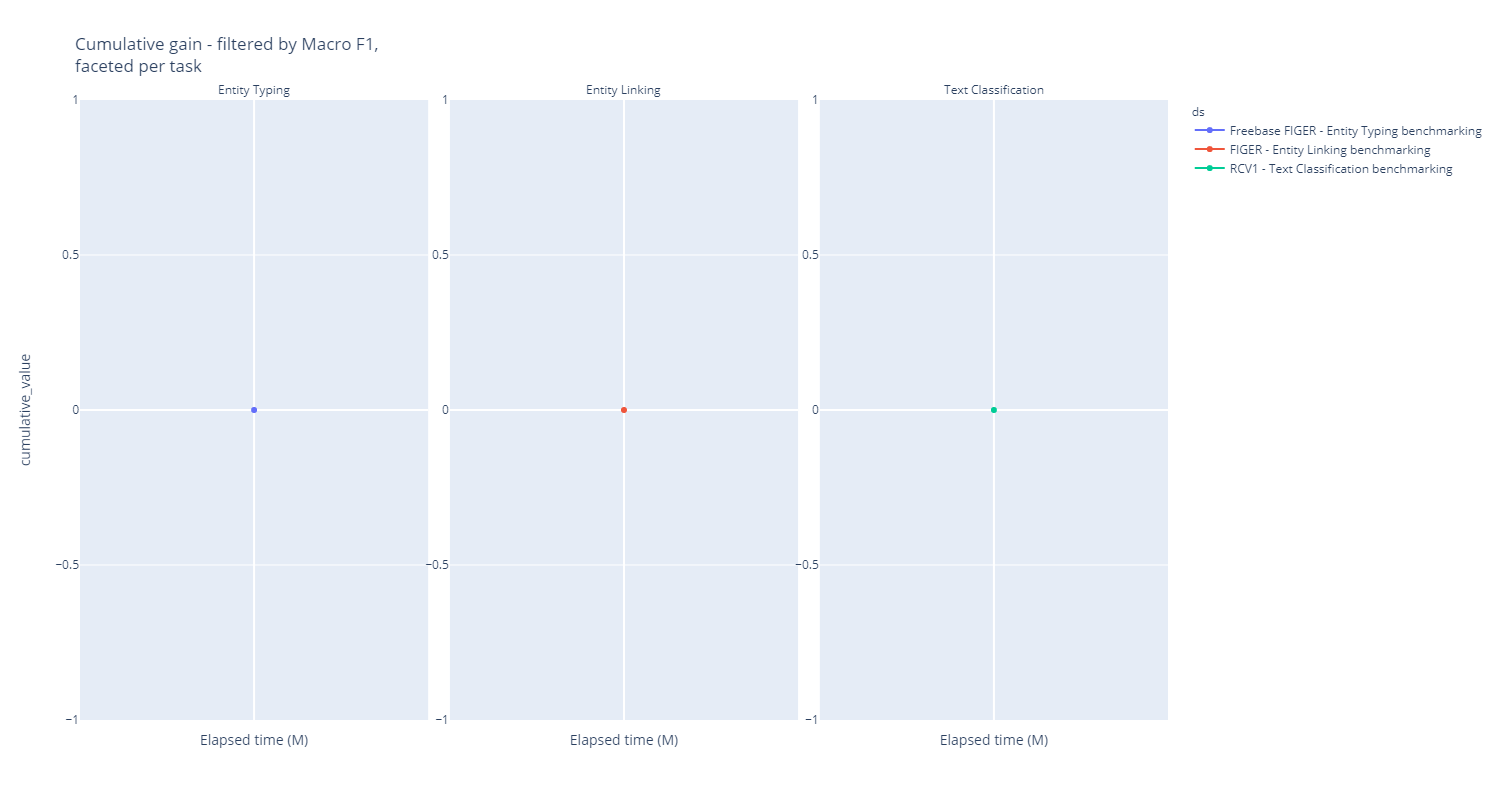 Cumulative gain - filtered by Macro F1,
faceted per task
Entity Typing
Entity Linking
Text Classification
1
0.5
0
−0.5
−1
1
0.5
0
−0.5
−1
1
0.5
0
−0.5
−1
cumulative_value
Elapsed time (M)
Elapsed time (M)
Elapsed time (M)
ds
Freebase FIGER - Entity Typing benchmarking
FIGER - Entity Linking benchmarking
RCV1 - Text Classification benchmarking